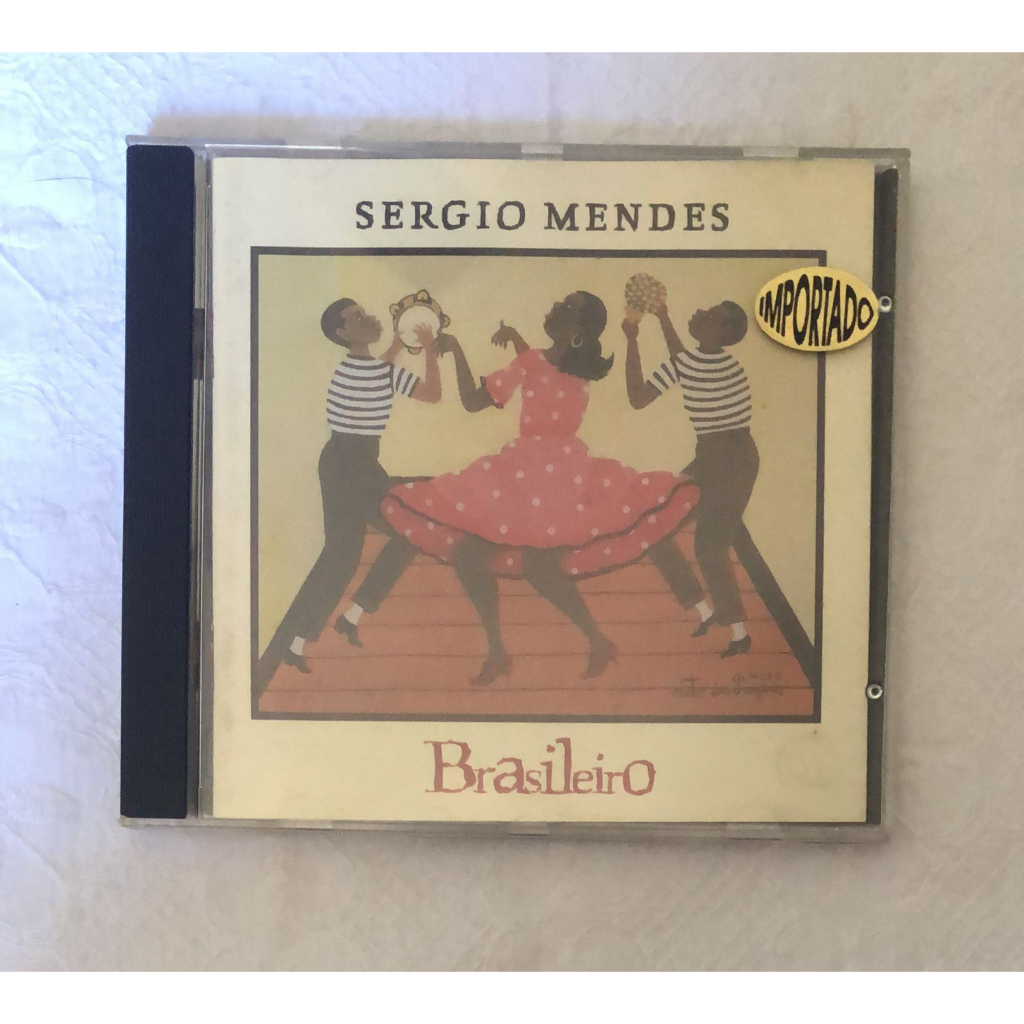 SERGIO MENDES
IMPORTADO
Brasileiro